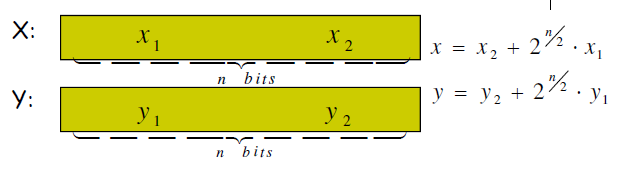 X: x₁ x₂ x = x₂ + 2^(n/2) · x₁
n bits
Y: y₁ y₂ y = y₂ + 2^(n/2) · y₁
n bits